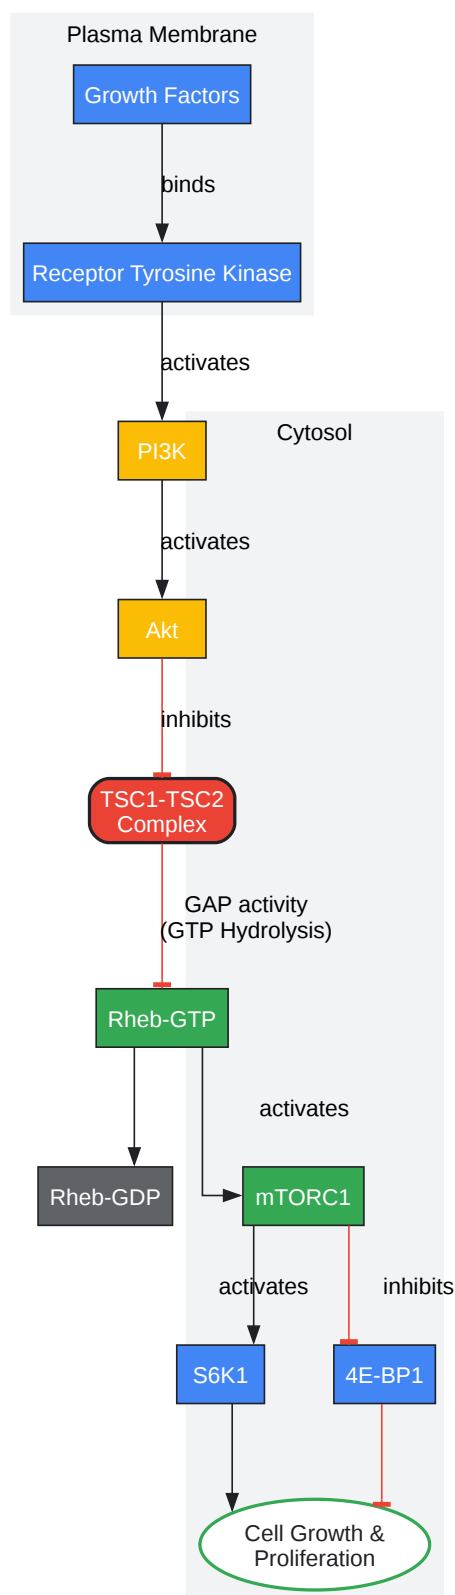 Plasma Membrane
Growth Factors
binds
Receptor Tyrosine Kinase
activates
Cytosol
PI3K
activates
Akt
inhibits
TSC1-TSC2
Complex
GAP activity
(GTP Hydrolysis)
Rheb-GTP
activates
Rheb-GDP
mTORC1
activates
inhibits
S6K1
4E-BP1
Cell Growth &
Proliferation